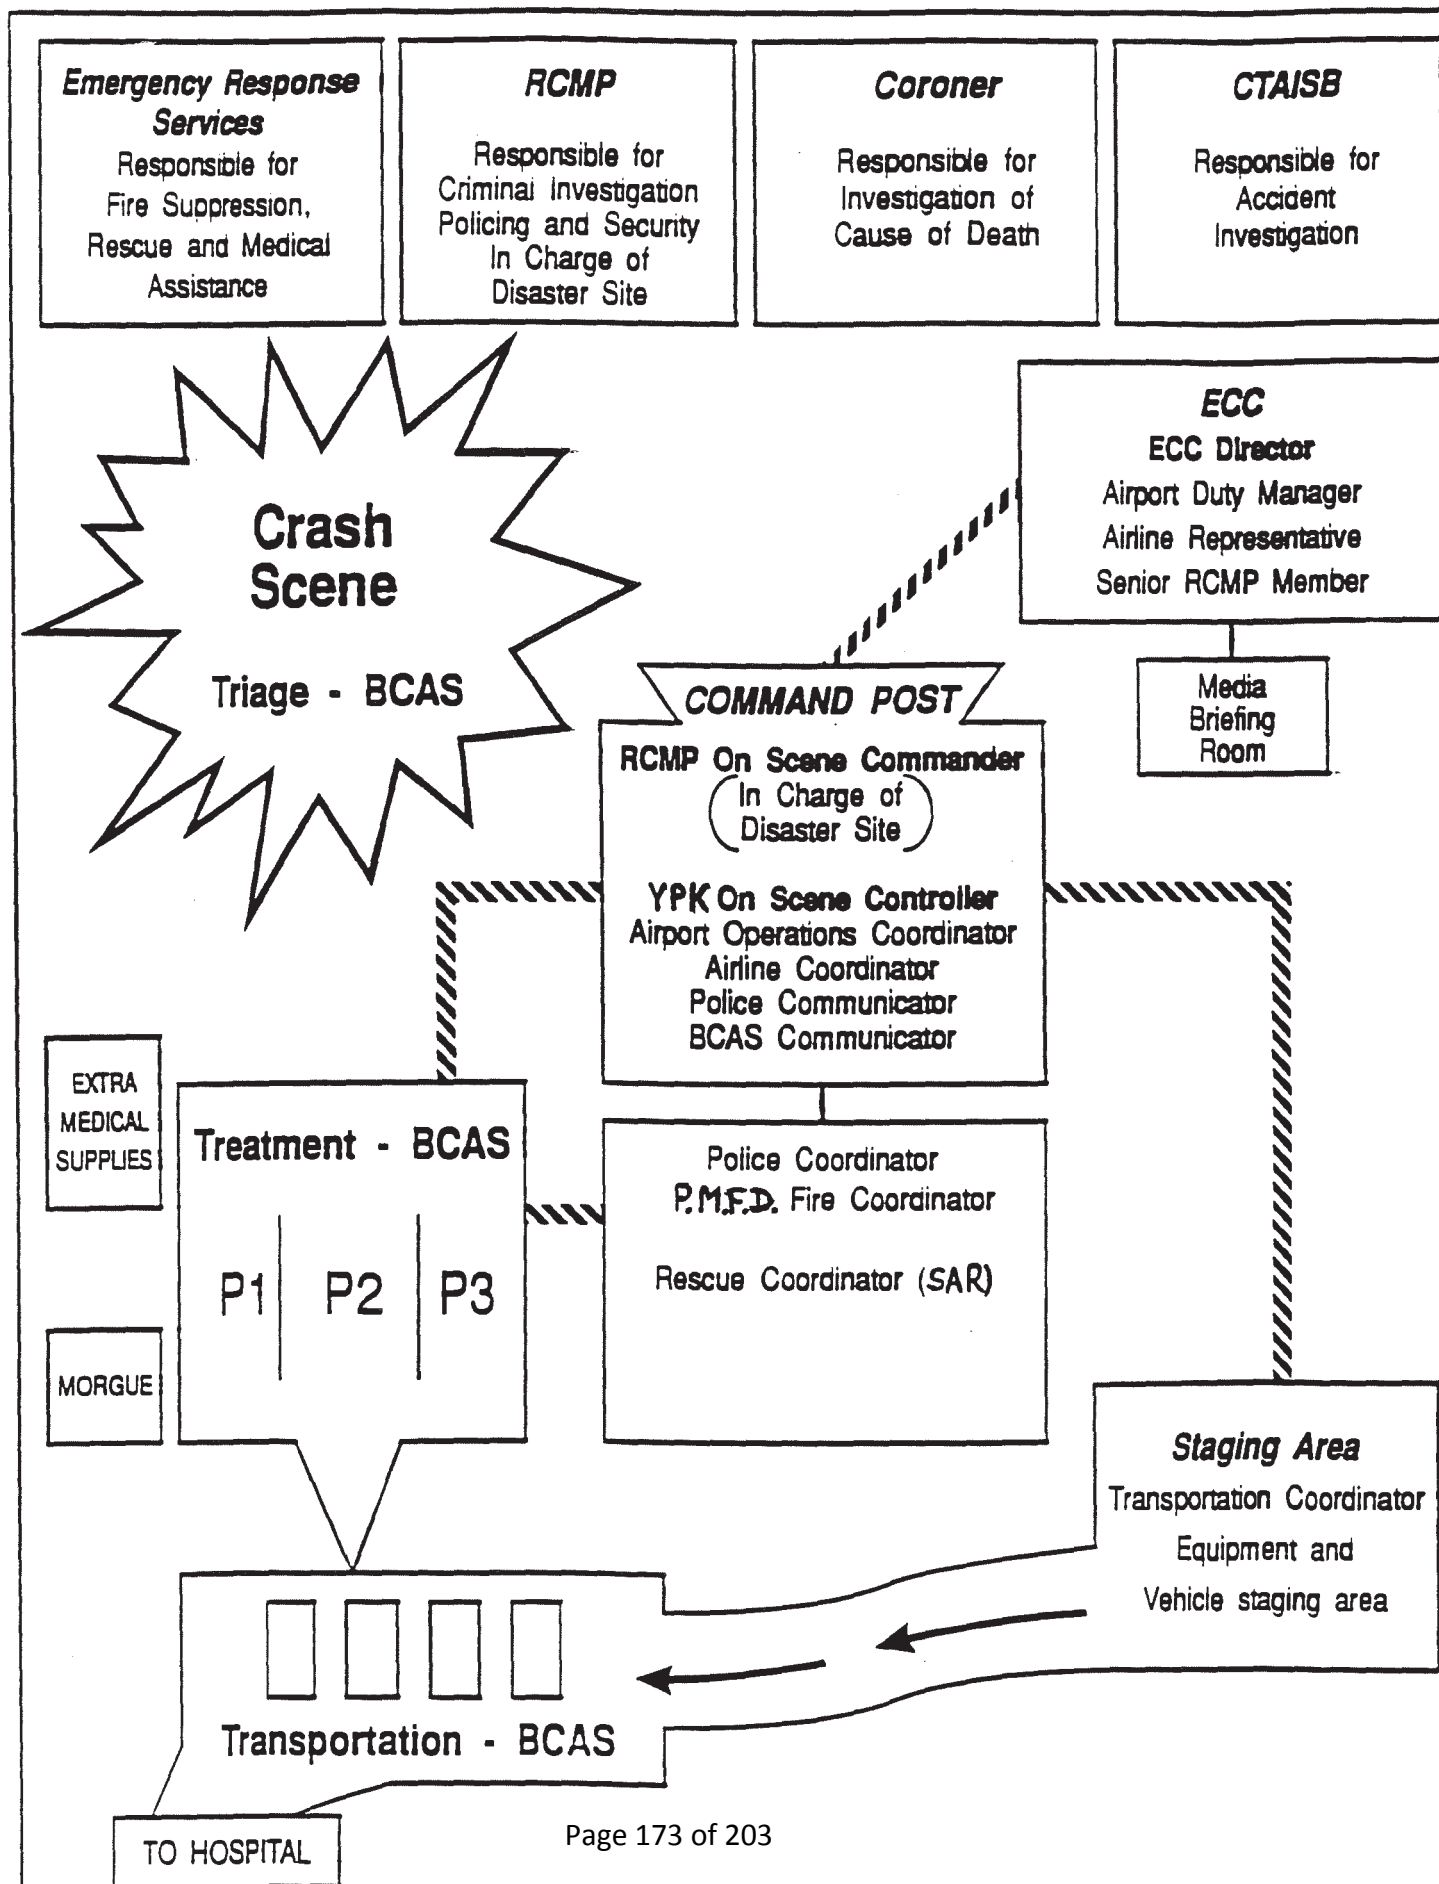 Emergency Response
Services
Responsible for
Fire Suppression,
Rescue and Medical
Assistance
RCMP
Responsible for
Criminal Investigation
Policing and Security
In Charge of
Disaster Site
Coroner
Responsible for
Investigation of
Cause of Death
CTAISB
Responsible for
Accident
Investigation
ECC
ECC Director
Airport Duty Manager
Airline Representative
Senior RCMP Member
Media
Briefing
Room
Crash
Scene
Triage - BCAS
COMMAND POST
RCMP On Scene Commander
(In Charge of
Disaster Site)
YPK On Scene Controller
Airport Operations Coordinator
Airline Coordinator
Police Communicator
BCAS Communicator
EXTRA
MEDICAL
SUPPLIES
Treatment - BCAS
P1 P2 P3
MORGUE
Police Coordinator
P.M.F.D. Fire Coordinator
Rescue Coordinator (SAR)
Staging Area
Transportation Coordinator
Equipment and
Vehicle staging area
Transportation - BCAS
TO HOSPITAL
Page 173 of 203